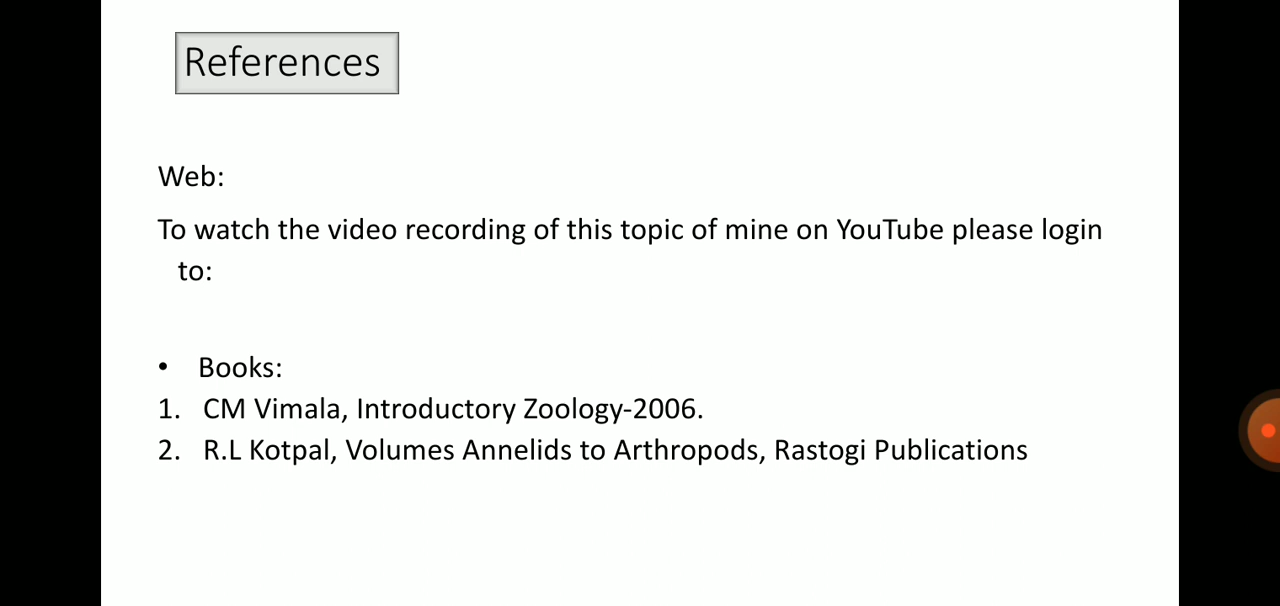 References
Web:
To watch the video recording of this topic of mine on YouTube please login
to:
• Books:
1. CM Vimala, Introductory Zoology-2006.
2. R.L Kotpal, Volumes Annelids to Arthropods, Rastogi Publications